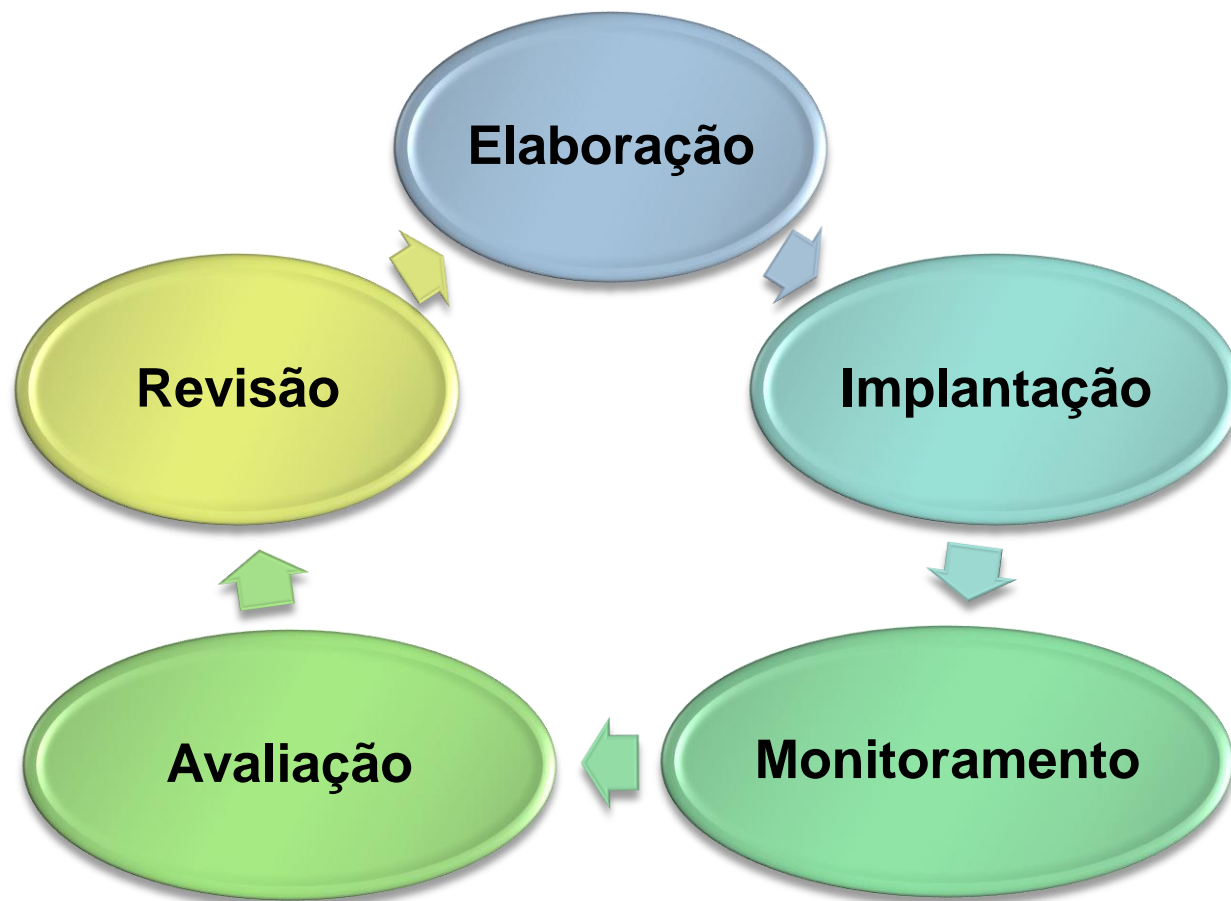 Elaboração
Implantação
Monitoramento
Avaliação
Revisão